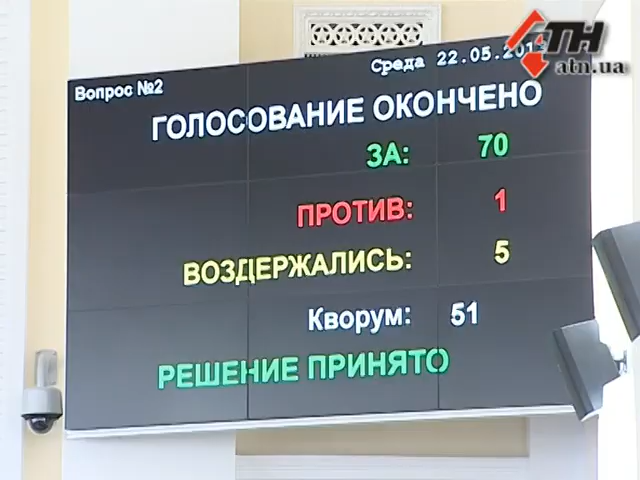 АТН
atn.ua
Среда 22.05.201
Вопрос №2
ГОЛОСОВАНИЕ ОКОНЧЕНО
ЗА: 70
ПРОТИВ: 1
ВОЗДЕРЖАЛИСЬ: 5
Кворум: 51
РЕШЕНИЕ ПРИНЯТО